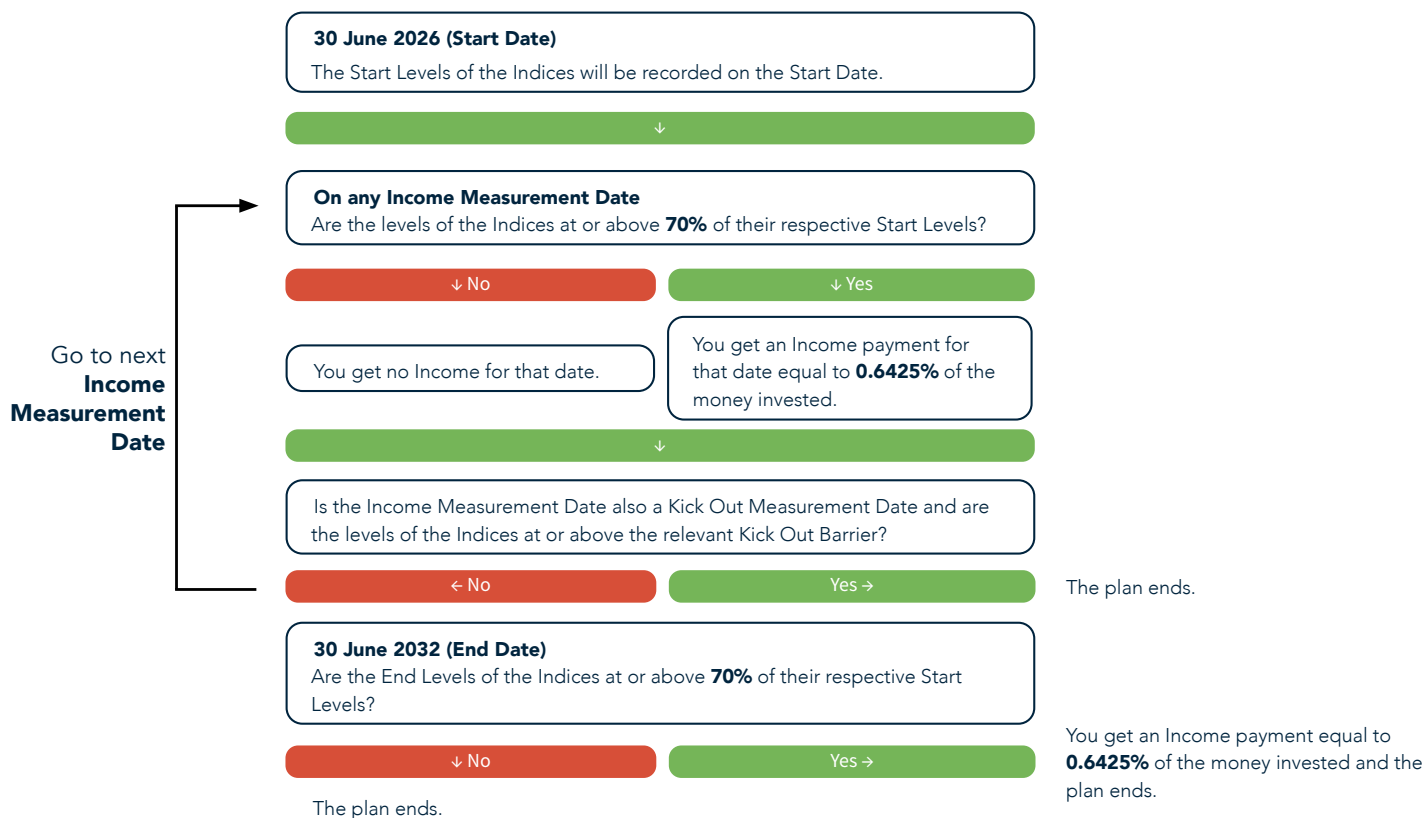 30 June 2026 (Start Date)
The Start Levels of the Indices will be recorded on the Start Date.
↓
On any Income Measurement Date
Are the levels of the Indices at or above 70% of their respective Start Levels?
↓ No
↓ Yes
You get no Income for that date.
You get an Income payment for
that date equal to 0.6425% of the
money invested.
Go to next
Income
Measurement
Date
↓
Is the Income Measurement Date also a Kick Out Measurement Date and are
the levels of the Indices at or above the relevant Kick Out Barrier?
← No
Yes →
The plan ends.
30 June 2032 (End Date)
Are the End Levels of the Indices at or above 70% of their respective Start
Levels?
↓ No
Yes →
You get an Income payment equal to
0.6425% of the money invested and the
plan ends.
The plan ends.